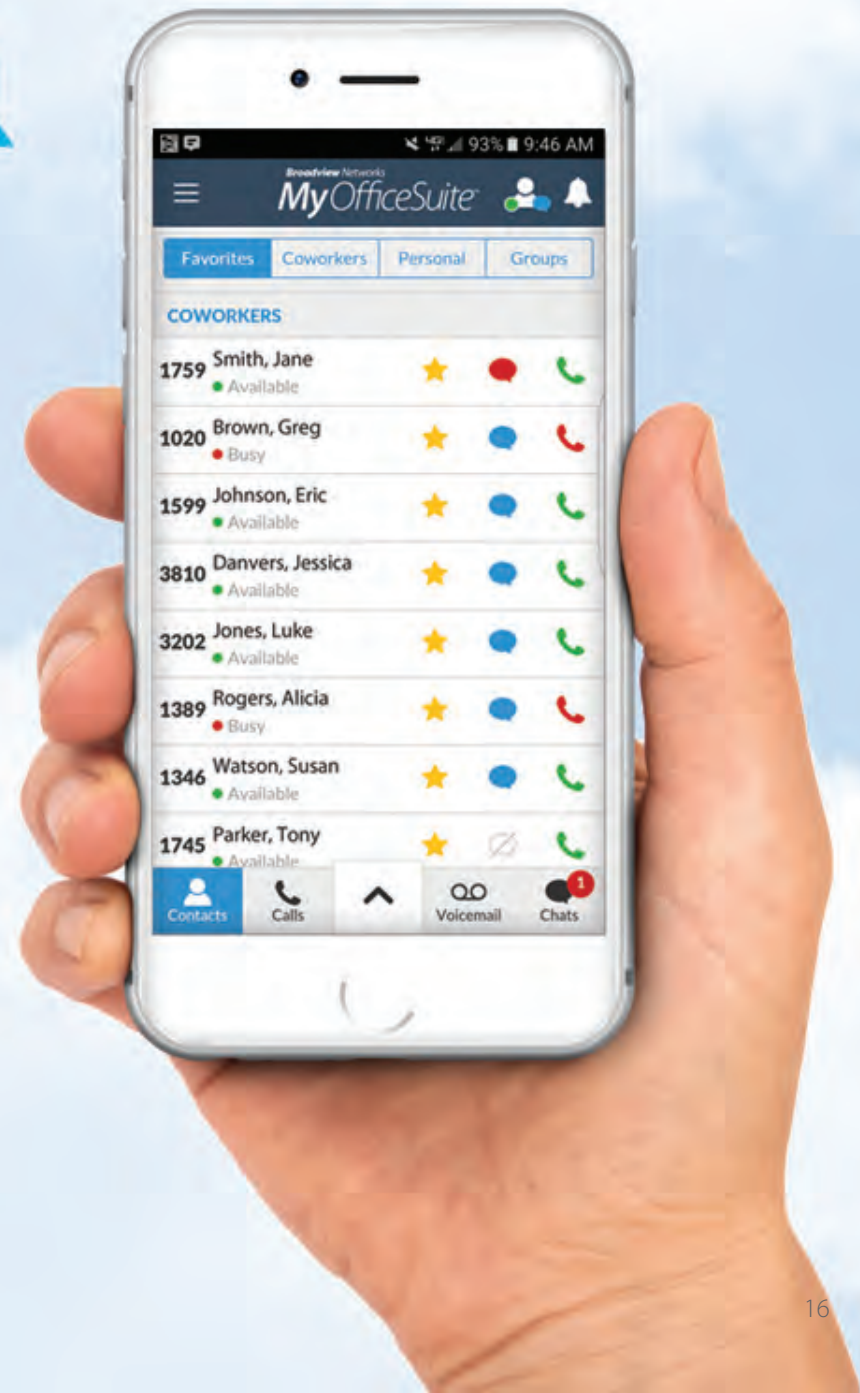 93% 9:46 AM
Broadview Networks
MyOfficeSuite
Favorites Coworkers Personal Groups
COWORKERS
1759 Smith, Jane
Available
1020 Brown, Greg
Busy
1599 Johnson, Eric
Available
3810 Danvers, Jessica
Available
3202 Jones, Luke
Available
1389 Rogers, Alicia
Busy
1346 Watson, Susan
Available
1745 Parker, Tony
Available
1
Contacts Calls Voicemail Chats
16